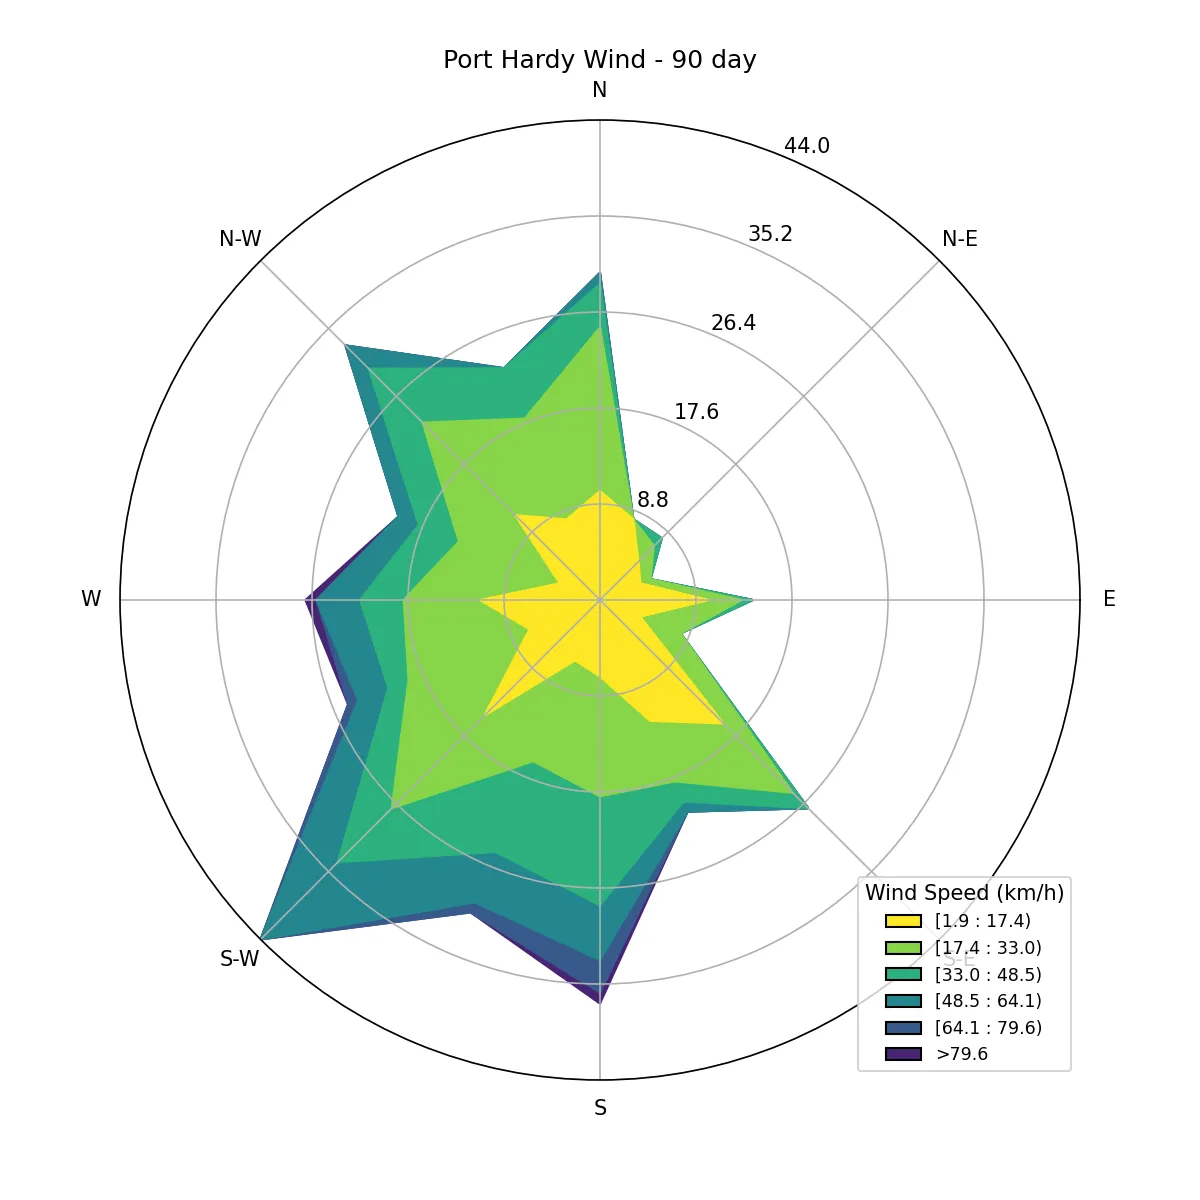 Port Hardy Wind - 90 day
N
44.0
35.2
N-W
N-E
26.4
17.6
8.8
W
E
Wind Speed (km/h)
[1.9 : 17.4)
[17.4 : 33.0)
S-W
S-E
[33.0 : 48.5)
[48.5 : 64.1)
[64.1 : 79.6)
>79.6
S